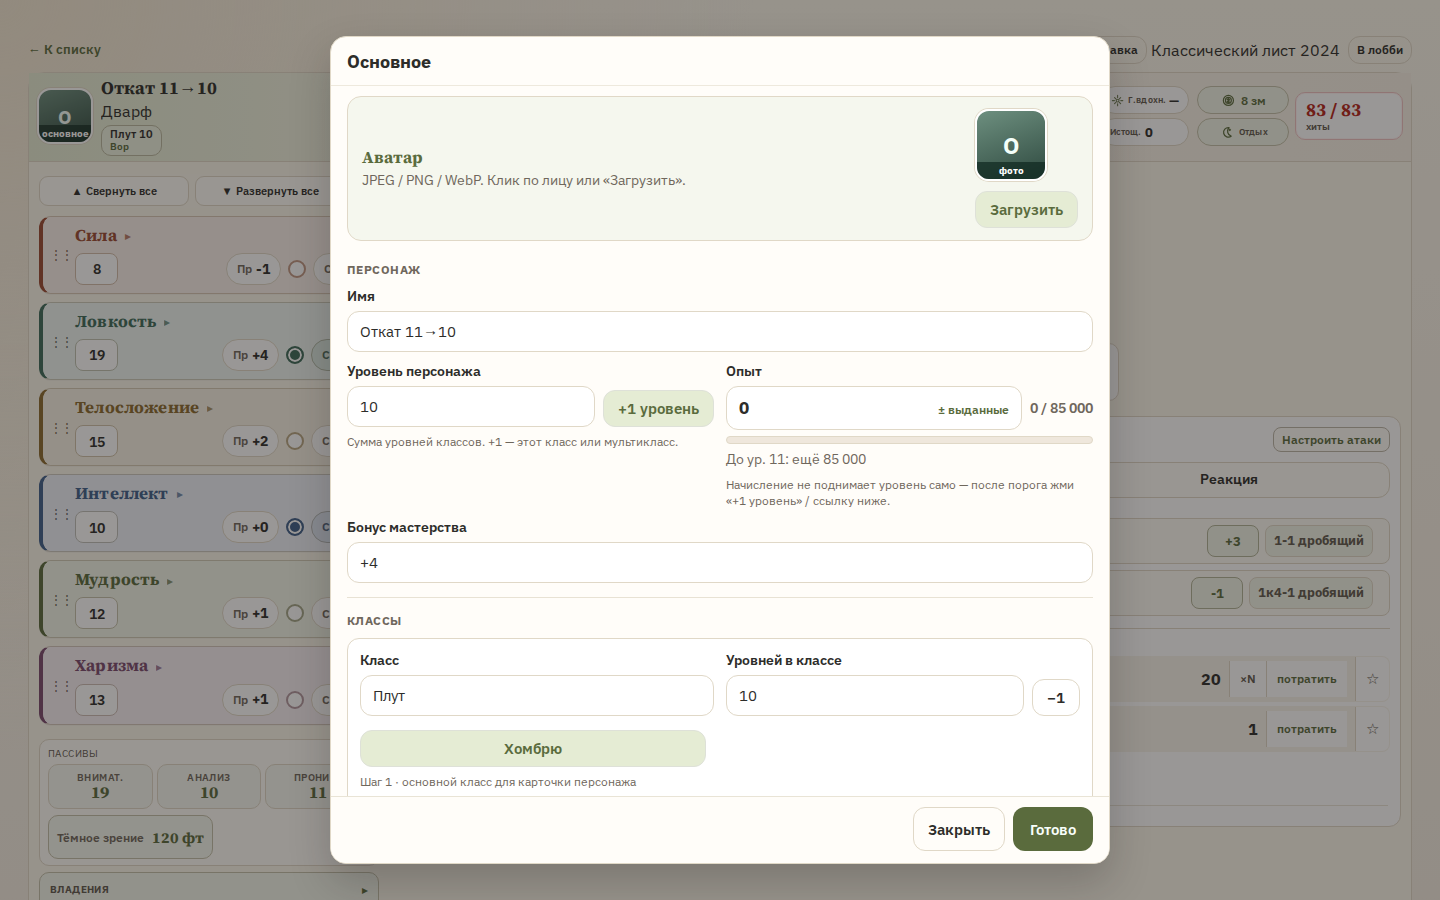 ← К списку
авка
Классический лист 2024
В лобби
О
основное
Откат 11→10
Дварф
Плут 10
Вор
Г.вдохн. —
8 зм
Истощ. 0
Отдых
83 / 83
хиты
▲ Свернуть все
▼ Развернуть все
Сила ▸
8
Пр -1
С
Ловкость ▸
19
Пр +4
С
Телосложение ▸
15
Пр +2
С
Интеллект ▸
10
Пр +0
С
Мудрость ▸
12
Пр +1
С
Харизма ▸
13
Пр +1
С
ПАССИВЫ
ВНИМАТ.
19
АНАЛИЗ
10
ПРОНИ
11
Тёмное зрение 120 фт
ВЛАДЕНИЯ ▸
Основное
Аватар
JPEG / PNG / WebP. Клик по лицу или «Загрузить».
О
фото
Загрузить
ПЕРСОНАЖ
Имя
Откат 11→10
Уровень персонажа
10
+1 уровень
Сумма уровней классов. +1 — этот класс или мультикласс.
Опыт
0
± выданные
0 / 85 000
До ур. 11: ещё 85 000
Начисление не поднимает уровень само — после порога жми
«+1 уровень» / ссылку ниже.
Бонус мастерства
+4
КЛАССЫ
Класс
Плут
Уровней в классе
10
−1
Хомбрю
Шаг 1 · основной класс для карточки персонажа
Закрыть
Готово
Настроить атаки
Реакция
+3
1-1 дробящий
-1
1к4-1 дробящий
20
×N
потратить
☆
1
потратить
☆